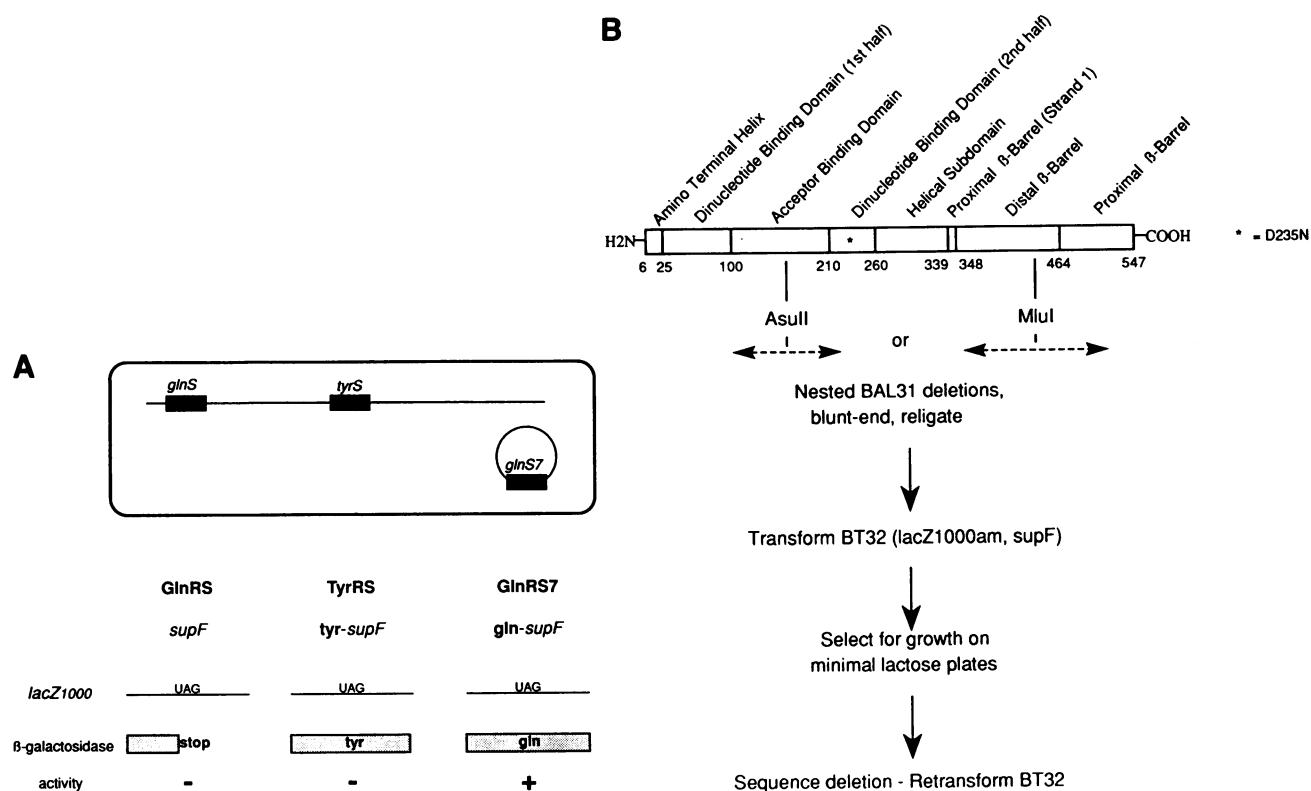 A
glnS
tyrS
glnS7
GlnRS TyrRS GlnRS7
supF tyr-supF gln-supF
lacZ1000 UAG UAG UAG
ß-galactosidase stop tyr gln
activity - - +
B
Amino Terminal Helix
Dinucleotide Binding Domain (1st half)
Acceptor Binding Domain
Dinucleotide Binding Domain (2nd half)
Helical Subdomain
Proximal ß-Barrel (Strand 1)
Distal ß-Barrel
Proximal ß-Barrel
H2N * COOH * = D235N
6 25 100 210 260 339 348 464 547
AsuII or MluI
Nested BAL31 deletions,
blunt-end, religate
Transform BT32 (lacZ1000am, supF)
Select for growth on
minimal lactose plates
Sequence deletion - Retransform BT32